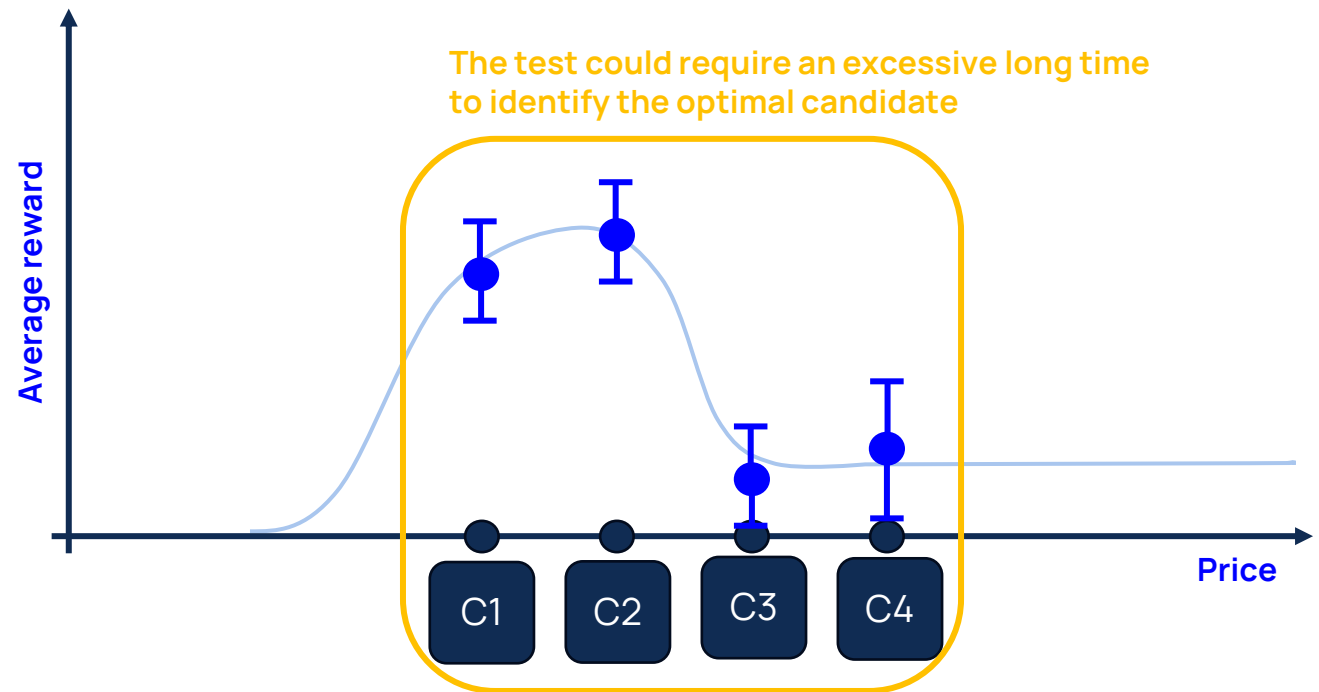 The test could require an excessive long time
to identify the optimal candidate
Average reward
Price
C1
C2
C3
C4